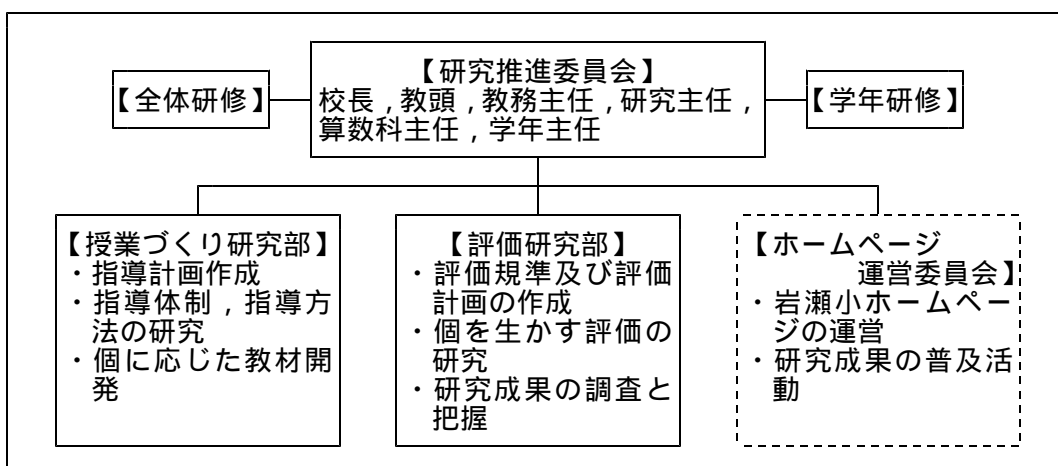 【研究推進委員会】
校長，教頭，教務主任，研究主任，
算数科主任，学年主任
【全体研修】
【学年研修】
【授業づくり研究部】
・指導計画作成
・指導体制，指導方
法の研究
・個に応じた教材開
発
【評価研究部】
・評価規準及び評価
計画の作成
・個を生かす評価の
研究
・研究成果の調査と
把握
【ホームページ
運営委員会】
・岩瀬小ホームペー
ジの運営
・研究成果の普及活
動